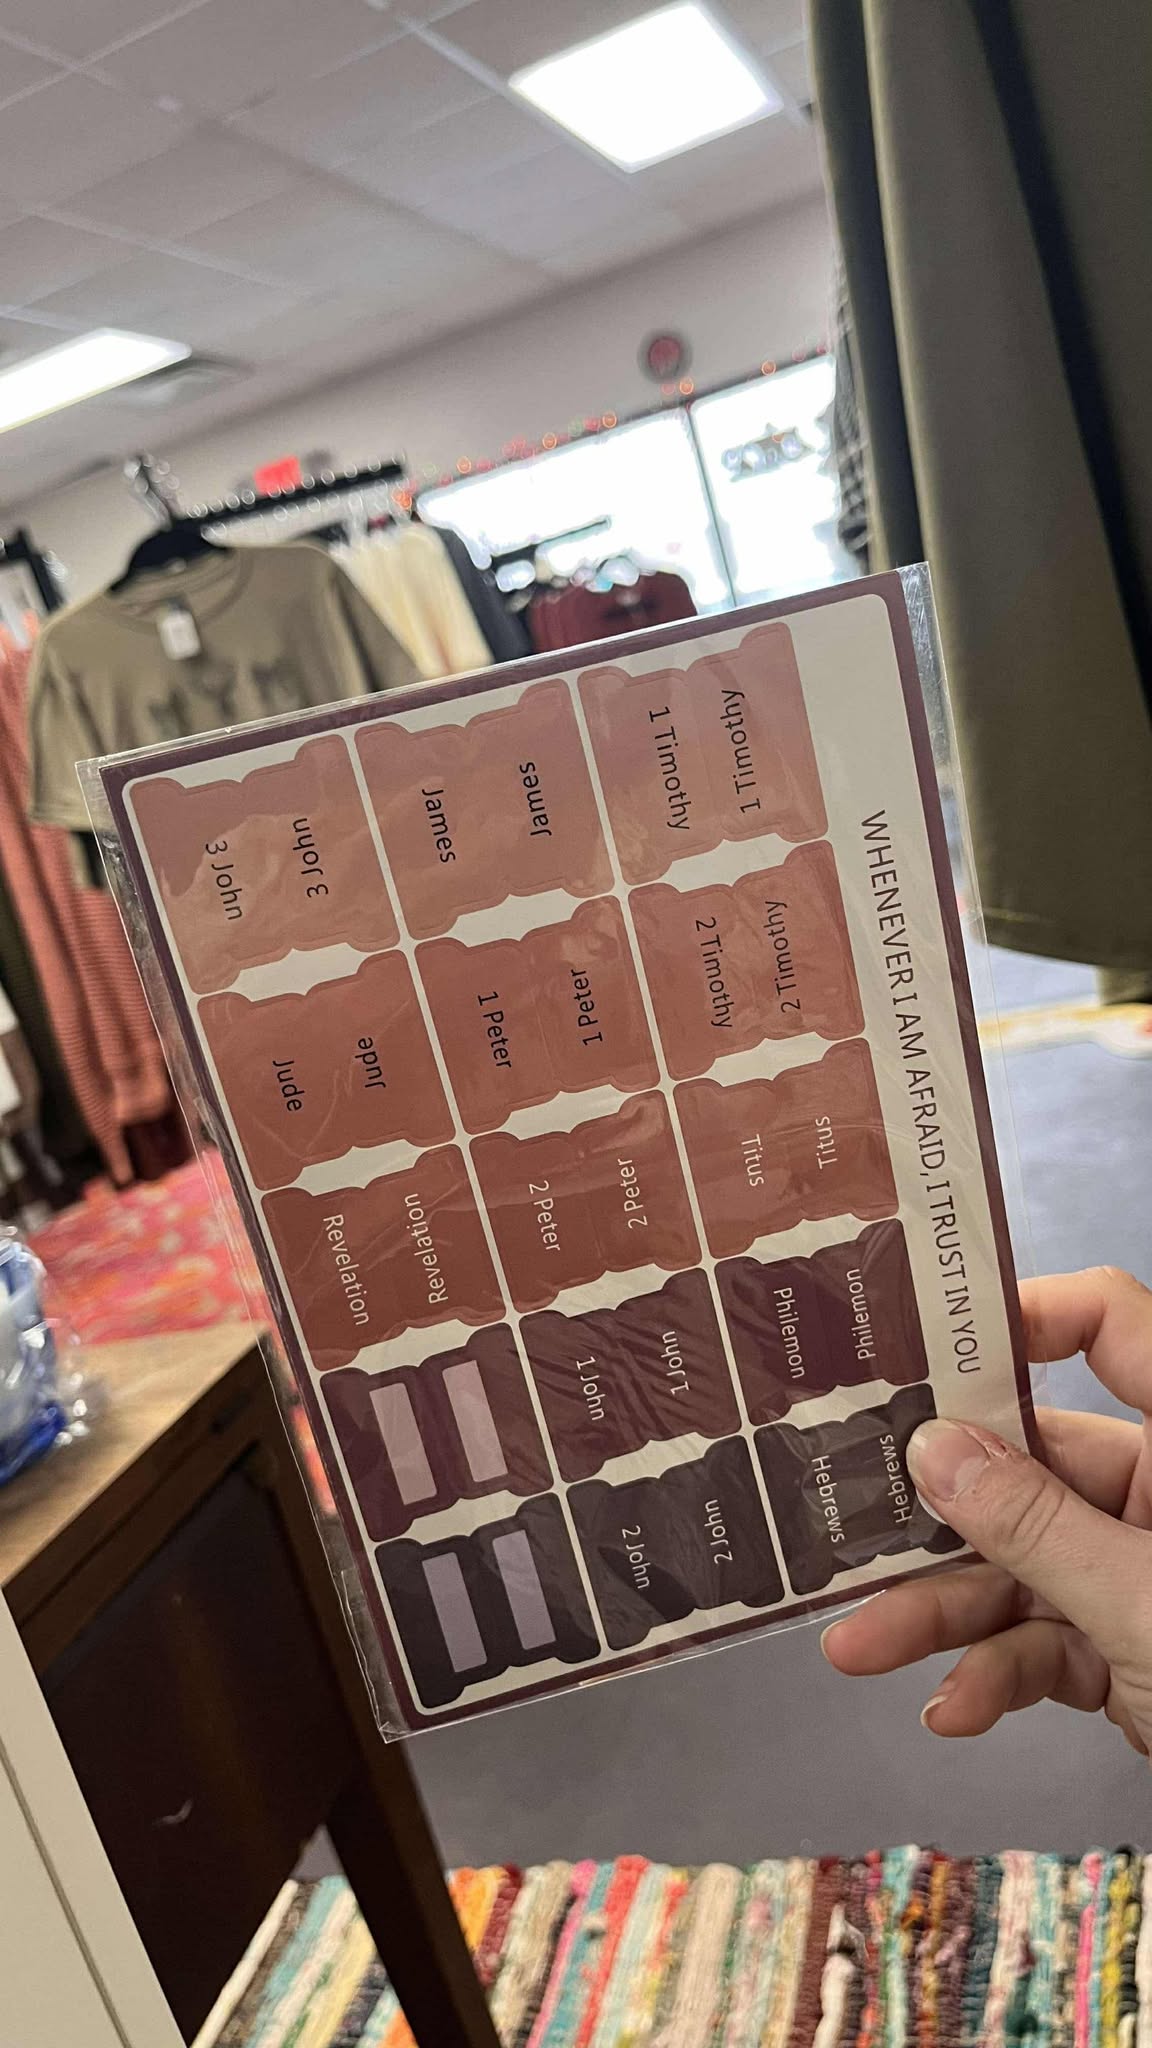 WHENEVER I AM AFRAID, I TRUST IN YOU
1 Timothy
1 Timothy
2 Timothy
2 Timothy
Titus
Titus
Philemon
Philemon
Hebrews
Hebrews
James
James
1 Peter
1 Peter
2 Peter
2 Peter
1 John
1 John
2 John
2 John
3 John
3 John
Jude
Jude
Revelation
Revelation